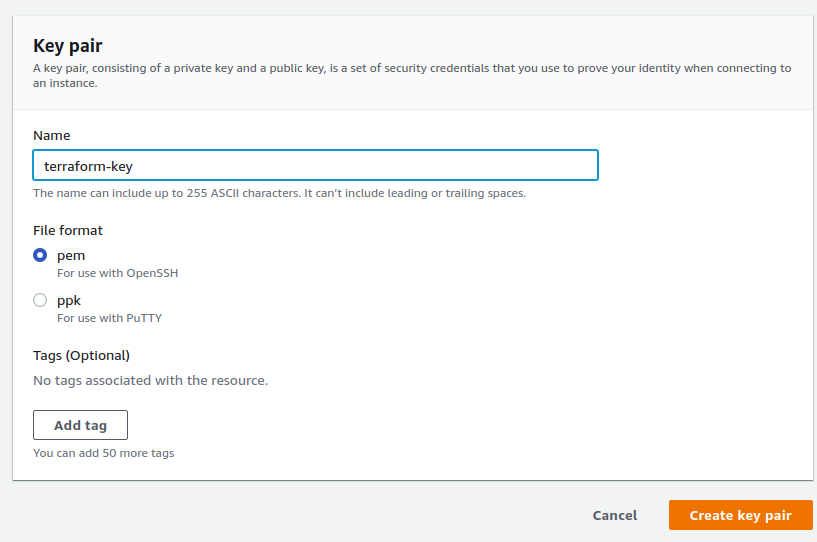 Key pair
A key pair, consisting of a private key and a public key, is a set of security credentials that you use to prove your identity when connecting to
an instance.
Name
terraform-key
The name can include up to 255 ASCII characters. It can't include leading or trailing spaces.
File format
pem
For use with OpenSSH
ppk
For use with PuTTY
Tags (Optional)
No tags associated with the resource.
Add tag
You can add 50 more tags
Cancel
Create key pair